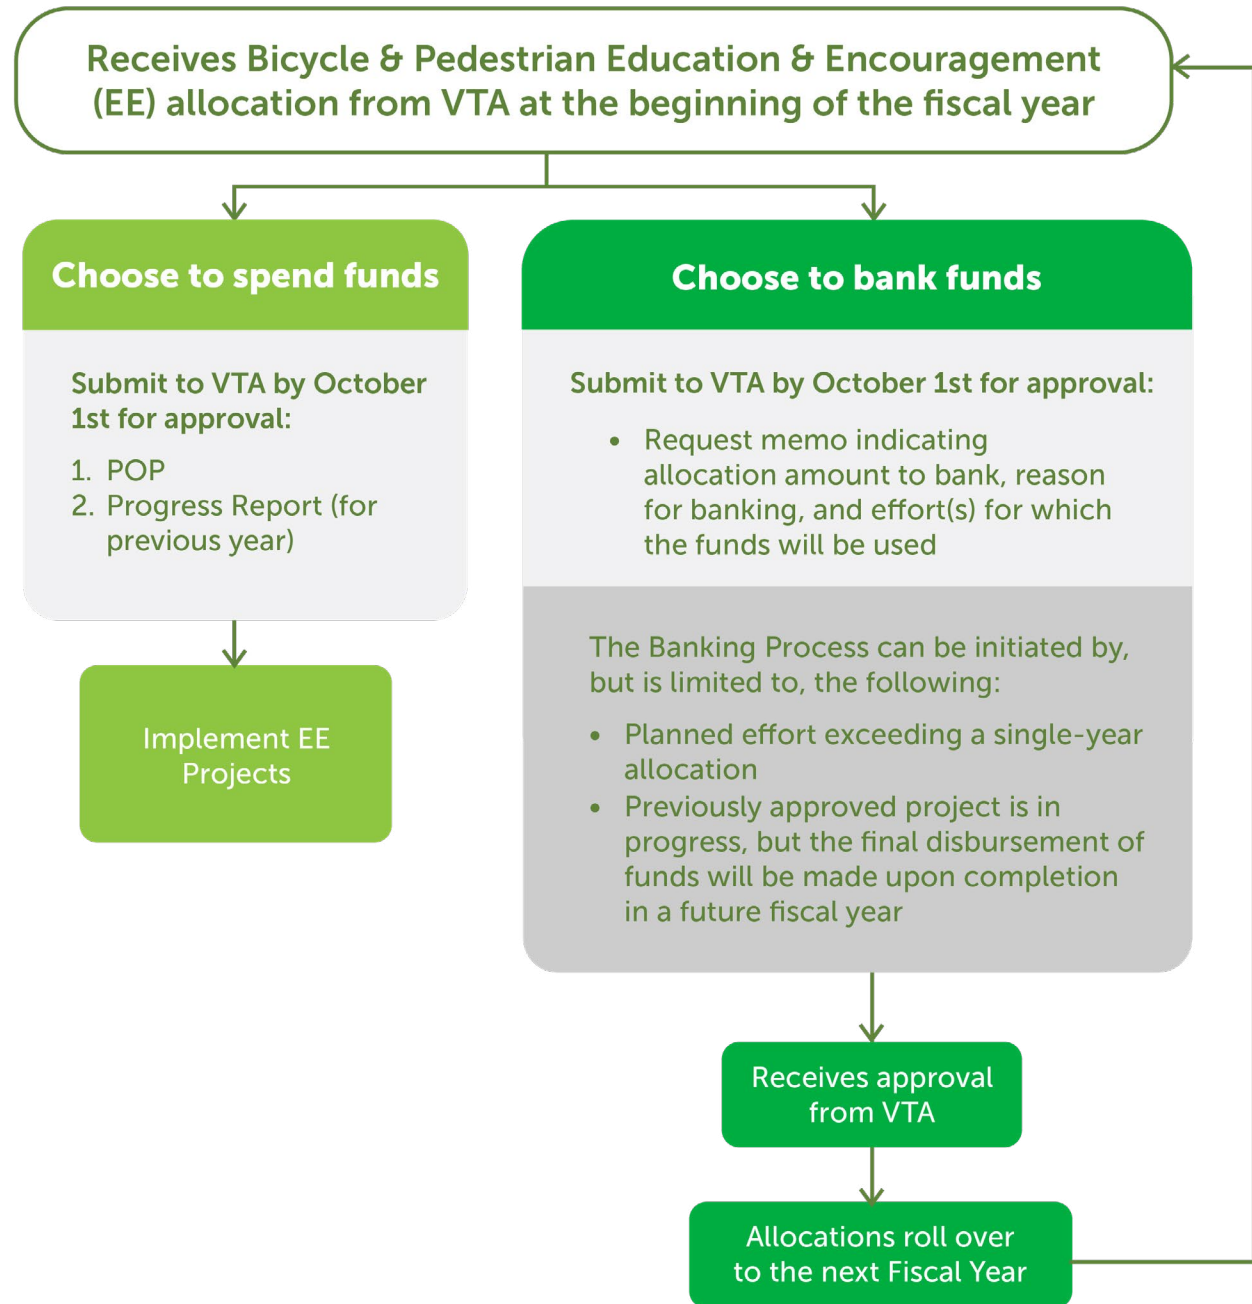 Receives Bicycle & Pedestrian Education & Encouragement
(EE) allocation from VTA at the beginning of the fiscal year
Choose to spend funds
Submit to VTA by October
1st for approval:
1. POP
2. Progress Report (for
previous year)
Implement EE
Projects
Choose to bank funds
Submit to VTA by October 1st for approval:
• Request memo indicating
allocation amount to bank, reason
for banking, and effort(s) for which
the funds will be used
The Banking Process can be initiated by,
but is limited to, the following:
• Planned effort exceeding a single-year
allocation
• Previously approved project is in
progress, but the final disbursement of
funds will be made upon completion
in a future fiscal year
Receives approval
from VTA
Allocations roll over
to the next Fiscal Year